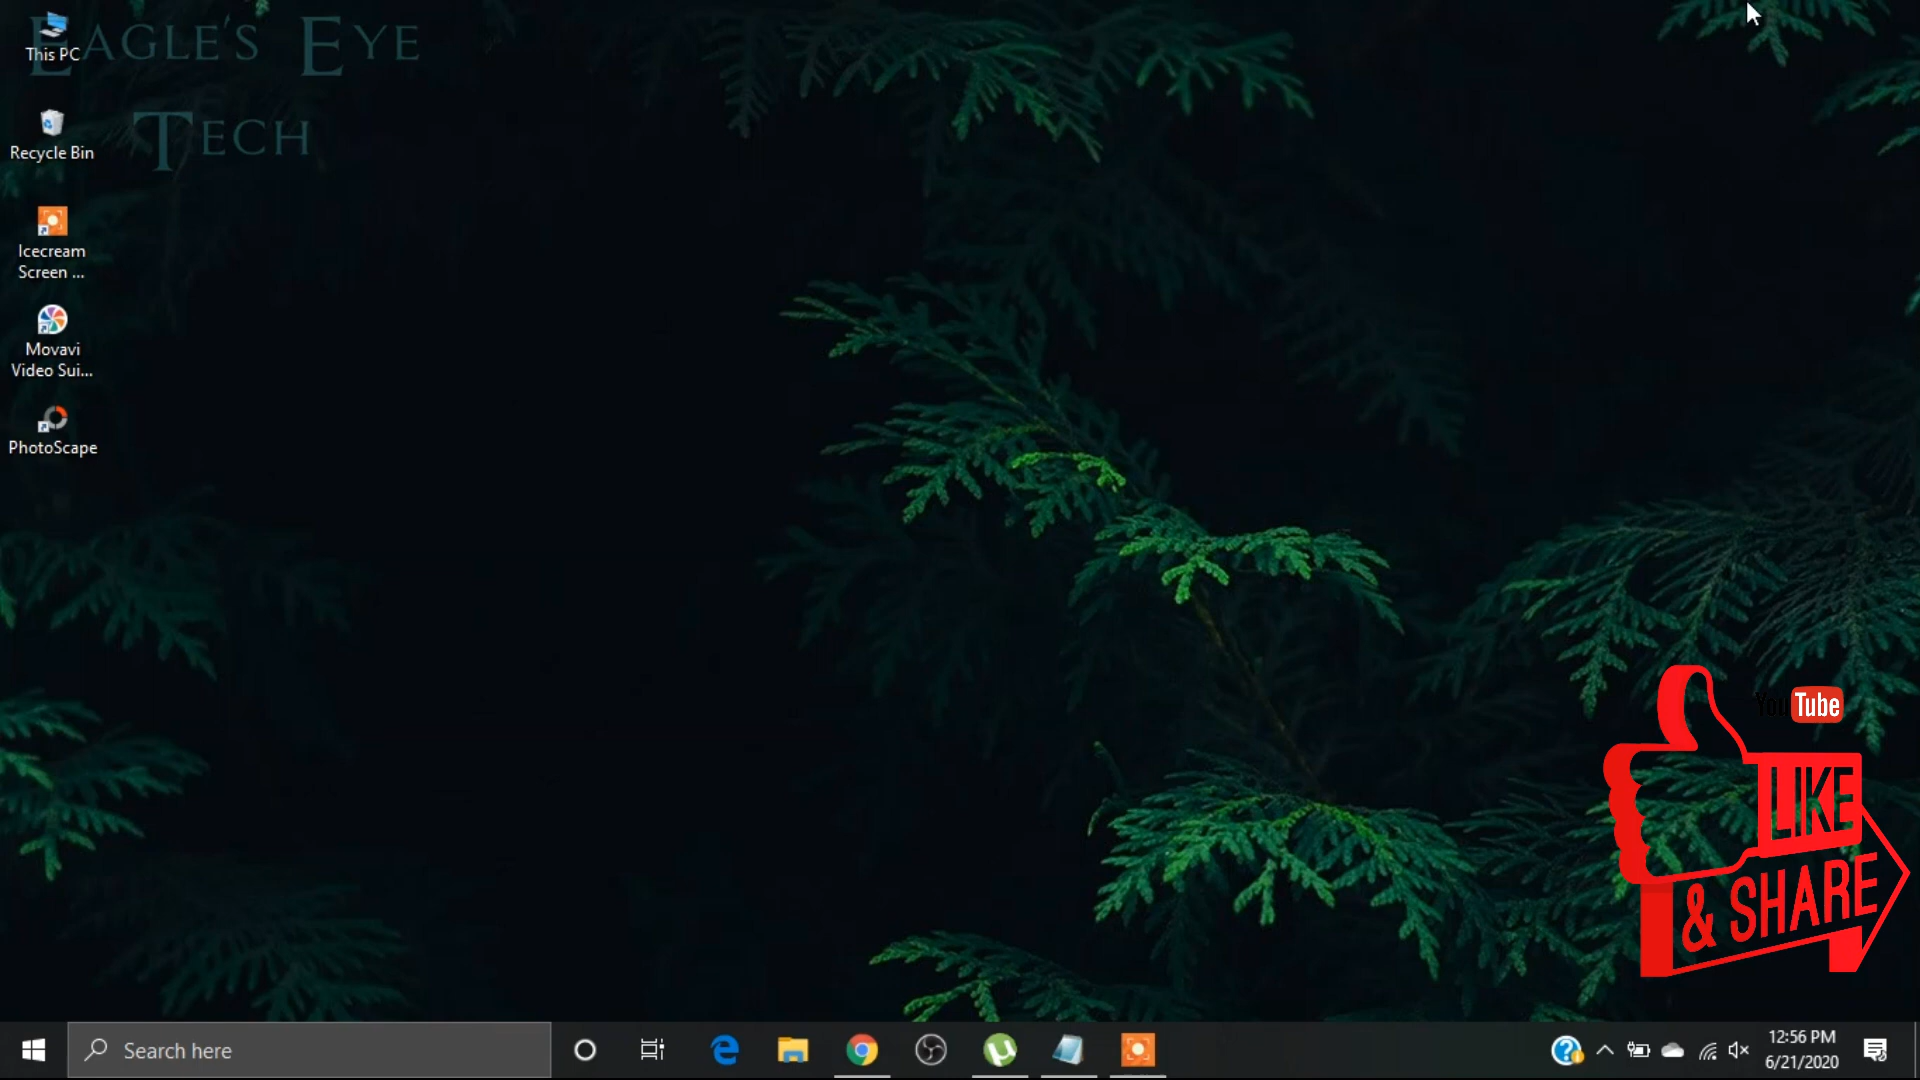 EAGLE'S EYE
TECH
This PC
Recycle Bin
Icecream
Screen ...
Movavi
Video Sui...
PhotoScape
YouTube
LIKE
& SHARE
Search here
12:56 PM
6/21/2020